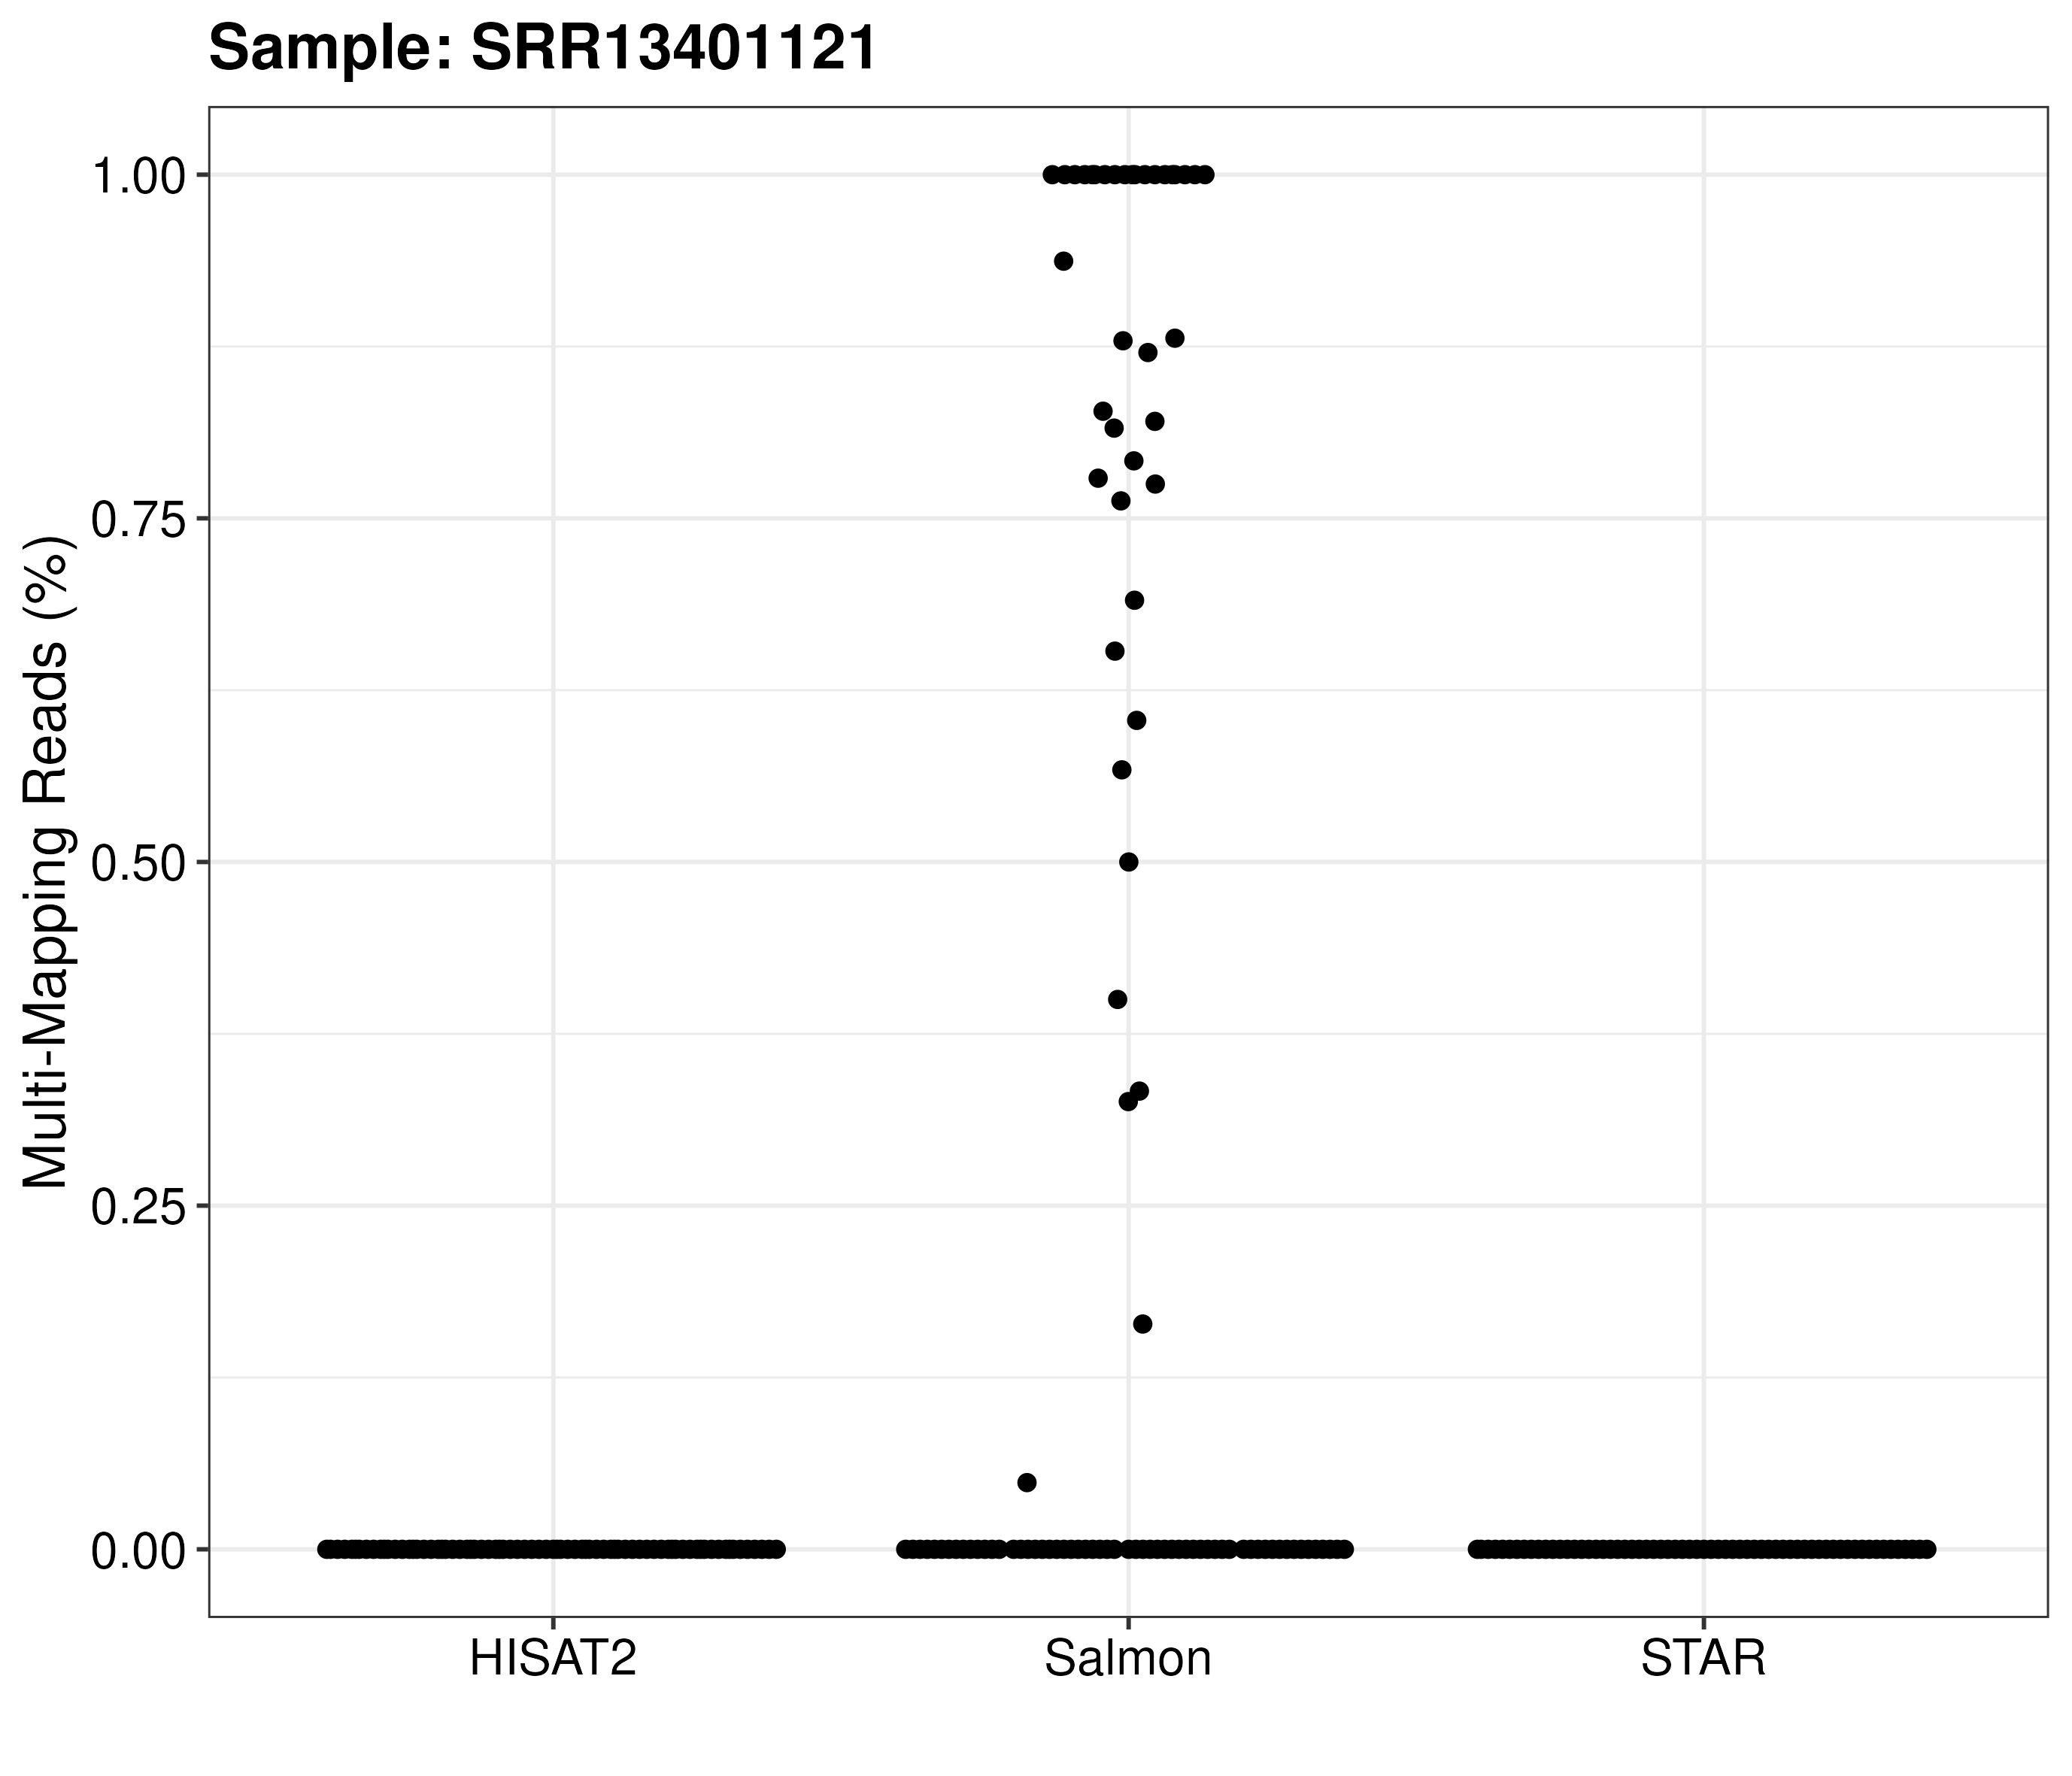 Sample: SRR13401121
Multi-Mapping Reads (%)
1.00
0.75
0.50
0.25
0.00
HISAT2
Salmon
STAR